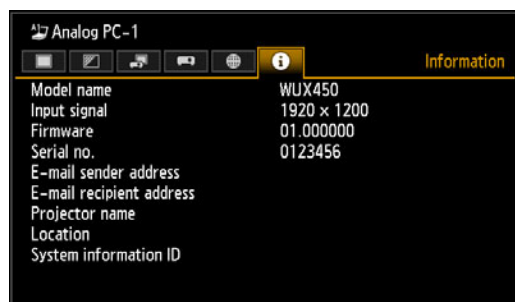 Analog PC-1
Information
Model name WUX450
Input signal 1920 × 1200
Firmware 01.000000
Serial no. 0123456
E-mail sender address
E-mail recipient address
Projector name
Location
System information ID